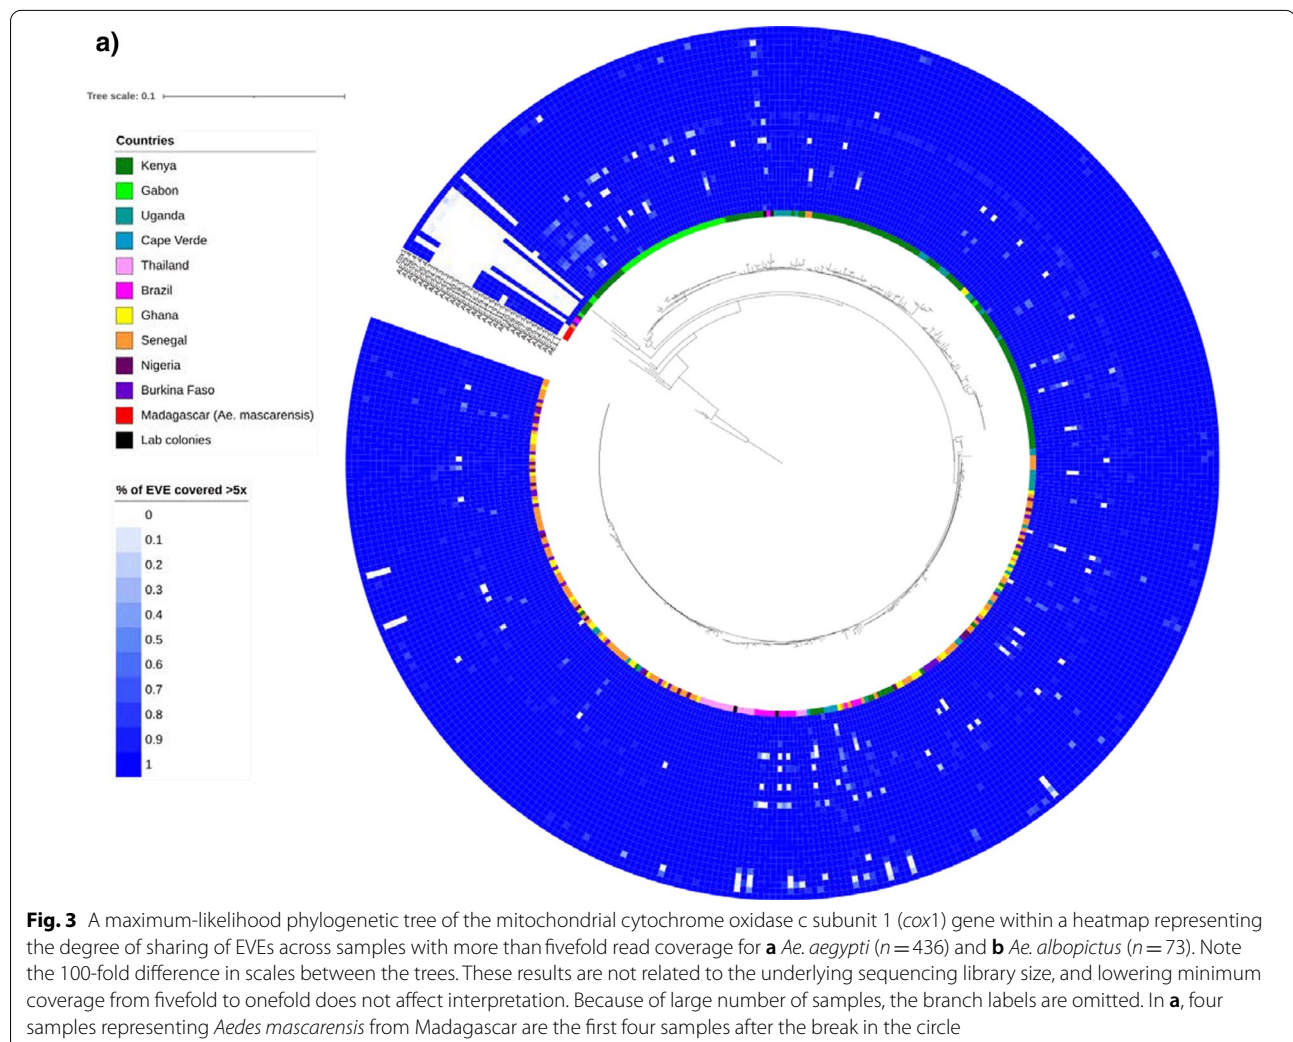 a)
Tree scale: 0.1
Countries
Kenya
Gabon
Uganda
Cape Verde
Thailand
Brazil
Ghana
Senegal
Nigeria
Burkina Faso
Madagascar (Ae. mascarensis)
Lab colonies
% of EVE covered >5x
0
0.1
0.2
0.3
0.4
0.5
0.6
0.7
0.8
0.9
1
Fig. 3 A maximum-likelihood phylogenetic tree of the mitochondrial cytochrome oxidase c subunit 1 (cox1) gene within a heatmap representing
the degree of sharing of EVEs across samples with more than fivefold read coverage for a Ae. aegypti (n = 436) and b Ae. albopictus (n = 73). Note
the 100-fold difference in scales between the trees. These results are not related to the underlying sequencing library size, and lowering minimum
coverage from fivefold to onefold does not affect interpretation. Because of large number of samples, the branch labels are omitted. In a, four
samples representing Aedes mascarensis from Madagascar are the first four samples after the break in the circle